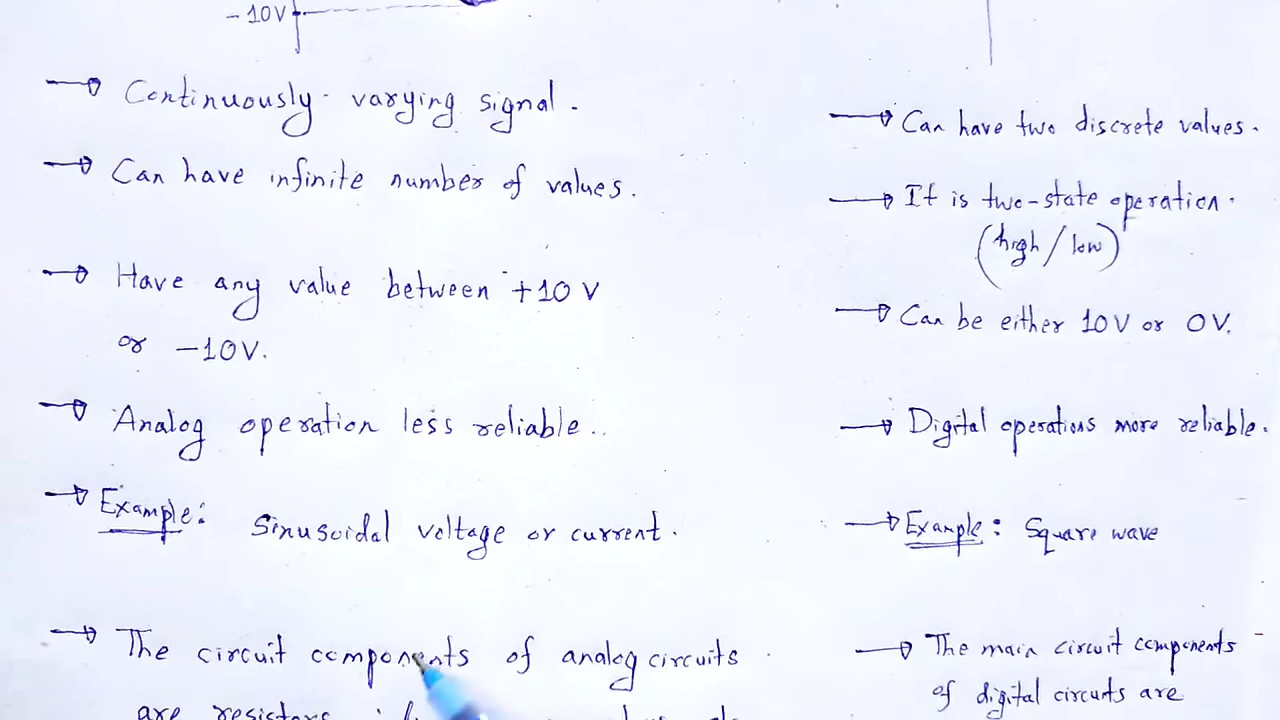 -10V
→ Continuously varying signal.
→ Can have infinite number of values.
→ Have any value between +10 V
or -10V.
→ Analog operation less reliable..
→ Example: Sinusoidal voltage or current.
→ The circuit components of analog circuits
are resistors
→ Can have two discrete values.
→ It is two-state operation.
(high/low)
→ Can be either 10V or 0V.
→ Digital operations more reliable.
→ Example: Square wave
→ The main circuit components
of digital circuits are